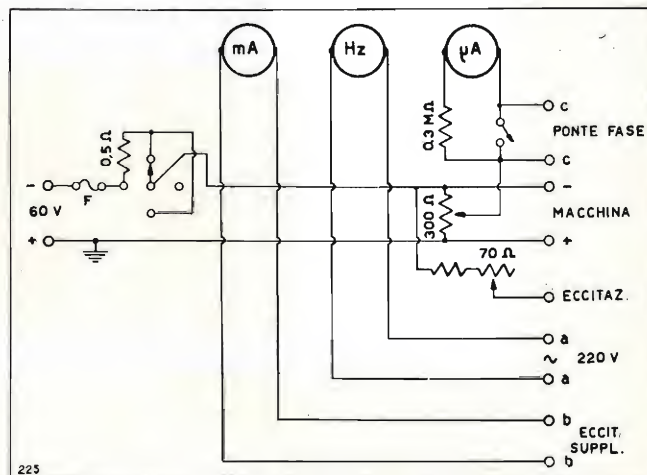 mA
Hz
µA
c
PONTE FASE
c
0,3 MΩ
0,5 Ω
-
F
60 V
+
-
MACCHINA
+
300 Ω
70 Ω
ECCITAZ.
a
~ 220 V
a
b
ECCIT.
SUPPL.
b
225